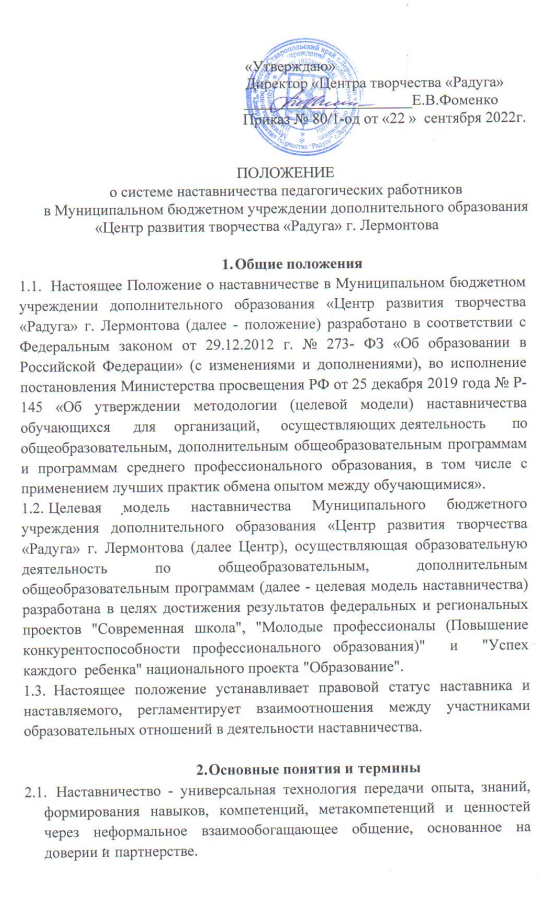 «Утверждаю»
Директор «Центра творчества «Радуга»
Е.В.Фоменко
Приказ № 80/1-од от «22 » сентября 2022г.
ПОЛОЖЕНИЕ
о системе наставничества педагогических работников
в Муниципальном бюджетном учреждении дополнительного образования
«Центр развития творчества «Радуга» г. Лермонтова
1.Общие положения
1.1. Настоящее Положение о наставничестве в Муниципальном бюджетном
учреждении дополнительного образования «Центр развития творчества
«Радуга» г. Лермонтова (далее - положение) разработано в соответствии с
Федеральным законом от 29.12.2012 г. № 273- ФЗ «Об образовании в
Российской Федерации» (с изменениями и дополнениями), во исполнение
постановления Министерства просвещения РФ от 25 декабря 2019 года № Р-
145 «Об утверждении методологии (целевой модели) наставничества
обучающихся для организаций, осуществляющих деятельность по
общеобразовательным, дополнительным общеобразовательным программам
и программам среднего профессионального образования, в том числе с
применением лучших практик обмена опытом между обучающимися».
1.2. Целевая модель наставничества Муниципального бюджетного
учреждения дополнительного образования «Центр развития творчества
«Радуга» г. Лермонтова (далее Центр), осуществляющая образовательную
деятельность по общеобразовательным, дополнительным
общеобразовательным программам (далее - целевая модель наставничества)
разработана в целях достижения результатов федеральных и региональных
проектов "Современная школа", "Молодые профессионалы (Повышение
конкурентоспособности профессионального образования)" и "Успех
каждого ребенка" национального проекта "Образование".
1.3. Настоящее положение устанавливает правовой статус наставника и
наставляемого, регламентирует взаимоотношения между участниками
образовательных отношений в деятельности наставничества.
2.Основные понятия и термины
2.1. Наставничество - универсальная технология передачи опыта, знаний,
формирования навыков, компетенций, метакомпетенций и ценностей
через неформальное взаимообогащающее общение, основанное на
доверии и партнерстве.